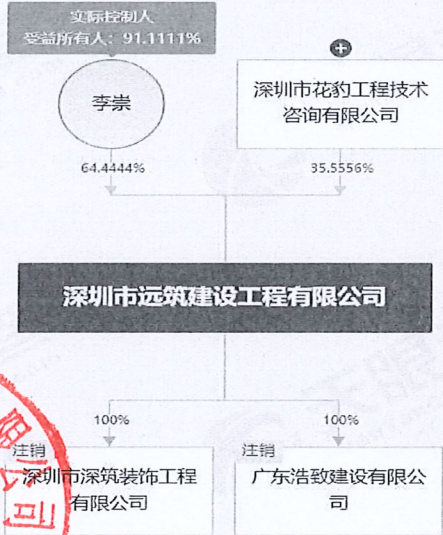 实际控制人
受益所有人: 91.1111%
李崇
深圳市花豹工程技术
咨询有限公司
64.4444%
35.5556%
深圳市远筑建设工程有限公司
100%
100%
注销
深圳市深筑装饰工程
有限公司
注销
广东浩致建设有限公
司
公司